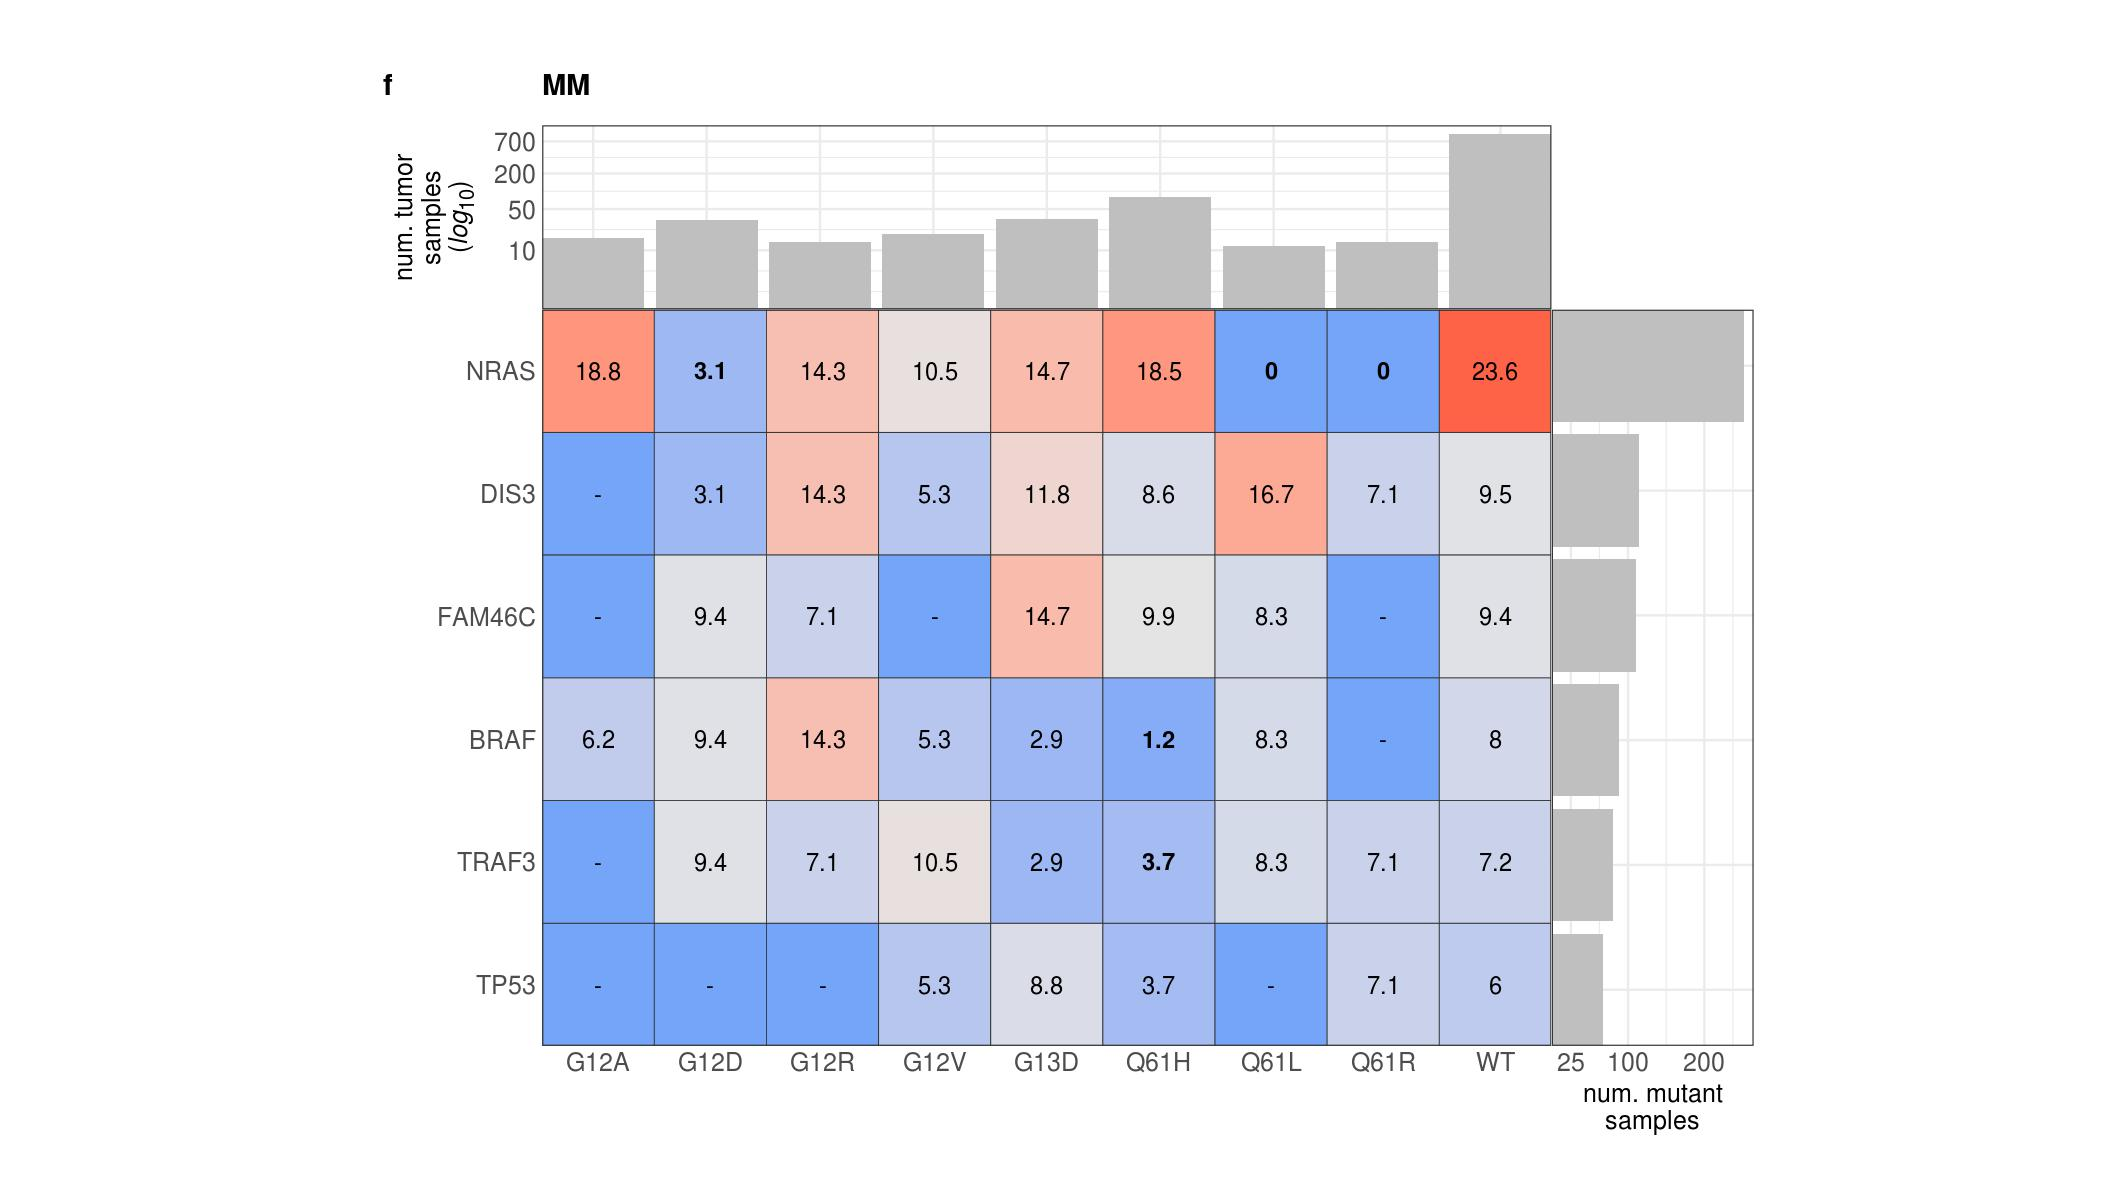 f MM
num. tumor
samples
(log10)
700
200
50
10
NRAS 18.8 3.1 14.3 10.5 14.7 18.5 0 0 23.6
DIS3 - 3.1 14.3 5.3 11.8 8.6 16.7 7.1 9.5
FAM46C - 9.4 7.1 - 14.7 9.9 8.3 - 9.4
BRAF 6.2 9.4 14.3 5.3 2.9 1.2 8.3 - 8
TRAF3 - 9.4 7.1 10.5 2.9 3.7 8.3 7.1 7.2
TP53 - - - 5.3 8.8 3.7 - 7.1 6
G12A G12D G12R G12V G13D Q61H Q61L Q61R WT 25 100 200
num. mutant
samples